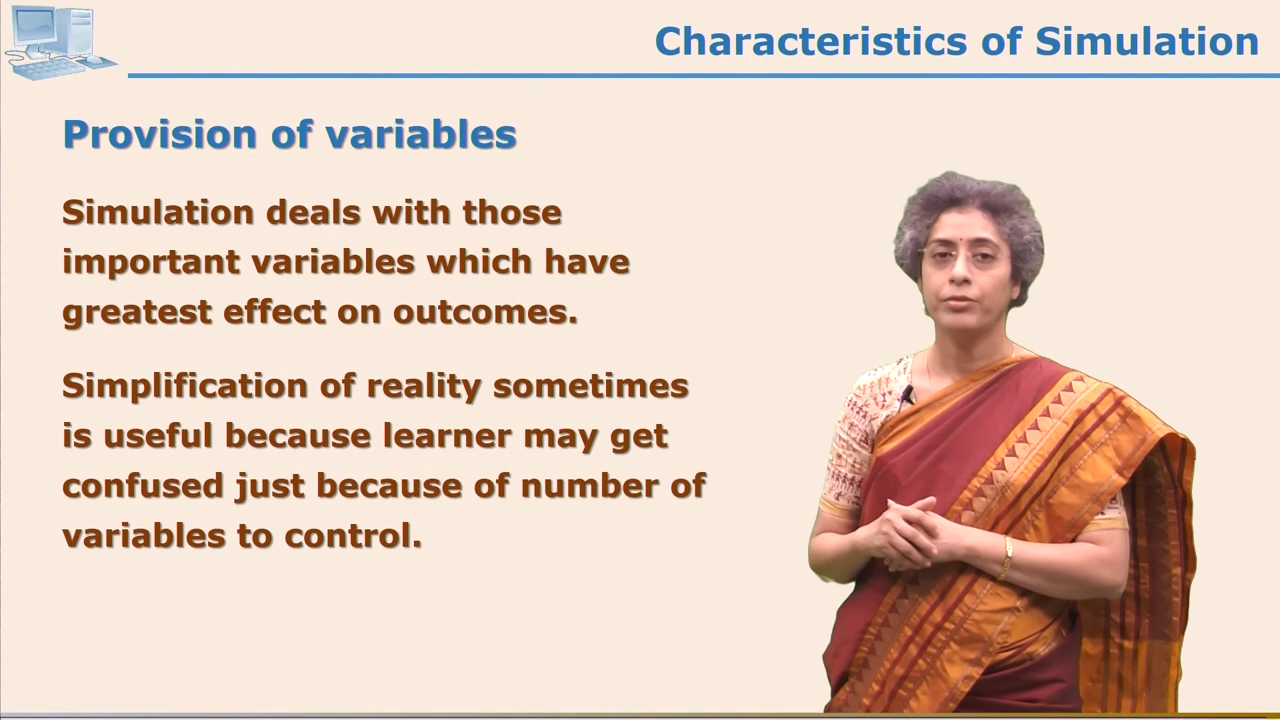 Characteristics of Simulation
Provision of variables
Simulation deals with those
important variables which have
greatest effect on outcomes.
Simplification of reality sometimes
is useful because learner may get
confused just because of number of
variables to control.